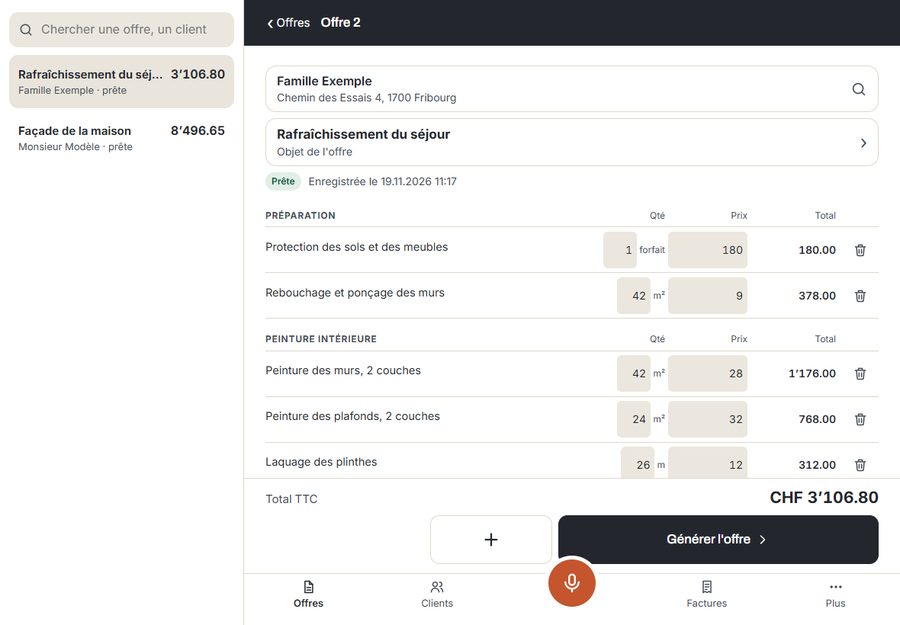 Chercher une offre, un client
Rafraîchissement du séj... 3’106.80
Famille Exemple · prête
Façade de la maison 8’496.65
Monsieur Modèle · prête
Offres Offre 2
Famille Exemple
Chemin des Essais 4, 1700 Fribourg
Rafraîchissement du séjour
Objet de l'offre
Prête Enregistrée le 19.11.2026 11:17
PRÉPARATION Qté Prix Total
Protection des sols et des meubles 1 forfait 180 180.00
Rebouchage et ponçage des murs 42 m² 9 378.00
PEINTURE INTÉRIEURE Qté Prix Total
Peinture des murs, 2 couches 42 m² 28 1’176.00
Peinture des plafonds, 2 couches 24 m² 32 768.00
Laquage des plinthes 26 m 12 312.00
Total TTC CHF 3’106.80
Générer l'offre
Offres Clients Factures Plus